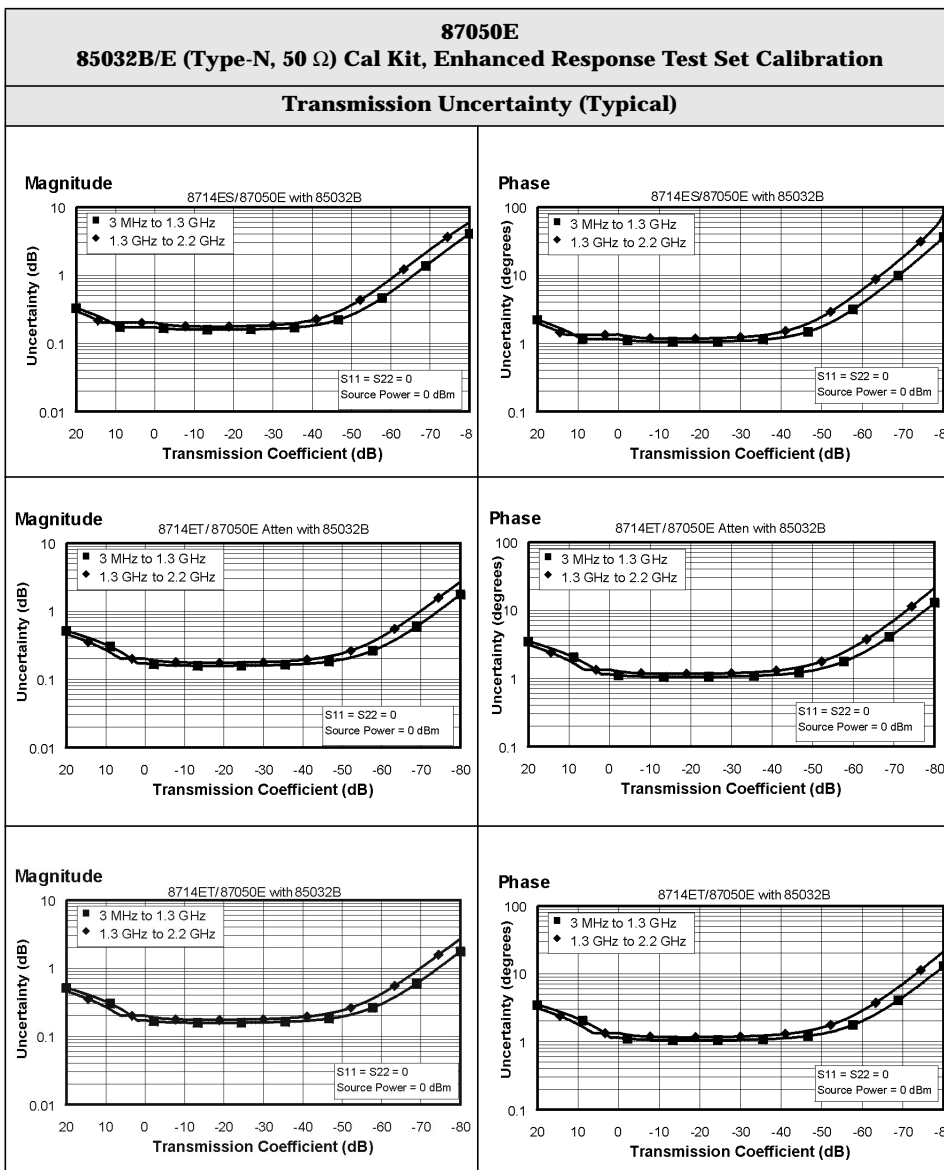 87050E
85032B/E (Type-N, 50 Ω) Cal Kit, Enhanced Response Test Set Calibration
Transmission Uncertainty (Typical)
Magnitude
8714ES/87050E with 85032B
10
1
0.1
0.01
Uncertainty (dB)
3 MHz to 1.3 GHz
1.3 GHz to 2.2 GHz
S11 = S22 = 0
Source Power = 0 dBm
20 10 0 -10 -20 -30 -40 -50 -60 -70 -8
Transmission Coefficient (dB)
Phase
8714ES/87050E with 85032B
100
10
1
0.1
Uncertainty (degrees)
3 MHz to 1.3 GHz
1.3 GHz to 2.2 GHz
S11 = S22 = 0
Source Power = 0 dBm
20 10 0 -10 -20 -30 -40 -50 -60 -70 -8
Transmission Coefficient (dB)
Magnitude
8714ET/87050E Atten with 85032B
10
1
0.1
0.01
Uncertainty (dB)
3 MHz to 1.3 GHz
1.3 GHz to 2.2 GHz
S11 = S22 = 0
Source Power = 0 dBm
20 10 0 -10 -20 -30 -40 -50 -60 -70 -80
Transmission Coefficient (dB)
Phase
8714ET/87050E Atten with 85032B
100
10
1
0.1
Uncertainty (degrees)
3 MHz to 1.3 GHz
1.3 GHz to 2.2 GHz
S11 = S22 = 0
Source Power = 0 dBm
20 10 0 -10 -20 -30 -40 -50 -60 -70 -80
Transmission Coefficient (dB)
Magnitude
8714ET/87050E with 85032B
10
1
0.1
0.01
Uncertainty (dB)
3 MHz to 1.3 GHz
1.3 GHz to 2.2 GHz
S11 = S22 = 0
Source Power = 0 dBm
20 10 0 -10 -20 -30 -40 -50 -60 -70 -80
Transmission Coefficient (dB)
Phase
8714ET/87050E with 85032B
100
10
1
0.1
Uncertainty (degrees)
3 MHz to 1.3 GHz
1.3 GHz to 2.2 GHz
S11 = S22 = 0
Source Power = 0 dBm
20 10 0 -10 -20 -30 -40 -50 -60 -70 -8
Transmission Coefficient (dB)